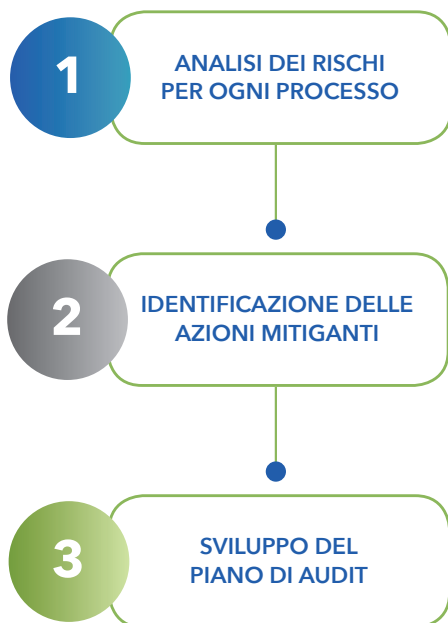 1
ANALISI DEI RISCHI
PER OGNI PROCESSO
2
IDENTIFICAZIONE DELLE
AZIONI MITIGANTI
3
SVILUPPO DEL
PIANO DI AUDIT